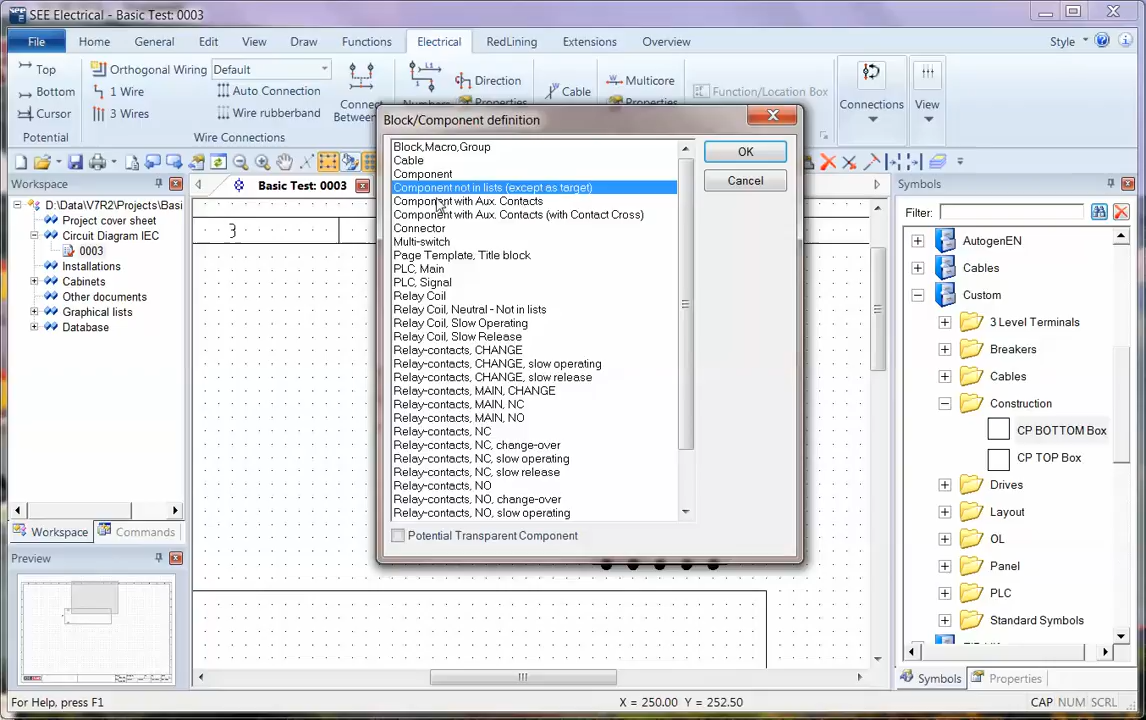 SEE Electrical - Basic Test: 0003
File Home General Edit View Draw Functions Electrical RedLining Extensions Overview Style
Top Orthogonal Wiring Default Direction Multicore Function/Location Box
Bottom 1 Wire Auto Connection Connect Cable Connections View
Cursor 3 Wires Wire rubberband
Potential Wire Connections
Block/Component definition
Block,Macro,Group
Cable
Component
Component not in lists (except as target)
Component with Aux. Contacts
Component with Aux. Contacts (with Contact Cross)
Connector
Multi-switch
Page Template, Title block
PLC, Main
PLC, Signal
Relay Coil
Relay Coil, Neutral - Not in lists
Relay Coil, Slow Operating
Relay Coil, Slow Release
Relay-contacts, CHANGE
Relay-contacts, CHANGE, slow operating
Relay-contacts, CHANGE, slow release
Relay-contacts, MAIN, CHANGE
Relay-contacts, MAIN, NC
Relay-contacts, MAIN, NO
Relay-contacts, NC
Relay-contacts, NC, change-over
Relay-contacts, NC, slow operating
Relay-contacts, NC, slow release
Relay-contacts, NO
Relay-contacts, NO, change-over
Relay-contacts, NO, slow operating
Potential Transparent Component
OK
Cancel
Workspace
D:\Data\V7R2\Projects\Basi
Project cover sheet
Circuit Diagram IEC
0003
Installations
Cabinets
Other documents
Graphical lists
Database
Workspace Commands
Preview
Basic Test: 0003
3
Symbols
Filter:
AutogenEN
Cables
Custom
3 Level Terminals
Breakers
Cables
Construction
CP BOTTOM Box
CP TOP Box
Drives
Layout
OL
Panel
PLC
Standard Symbols
Symbols Properties
For Help, press F1 X = 250.00 Y = 252.50 CAP NUM SCRL